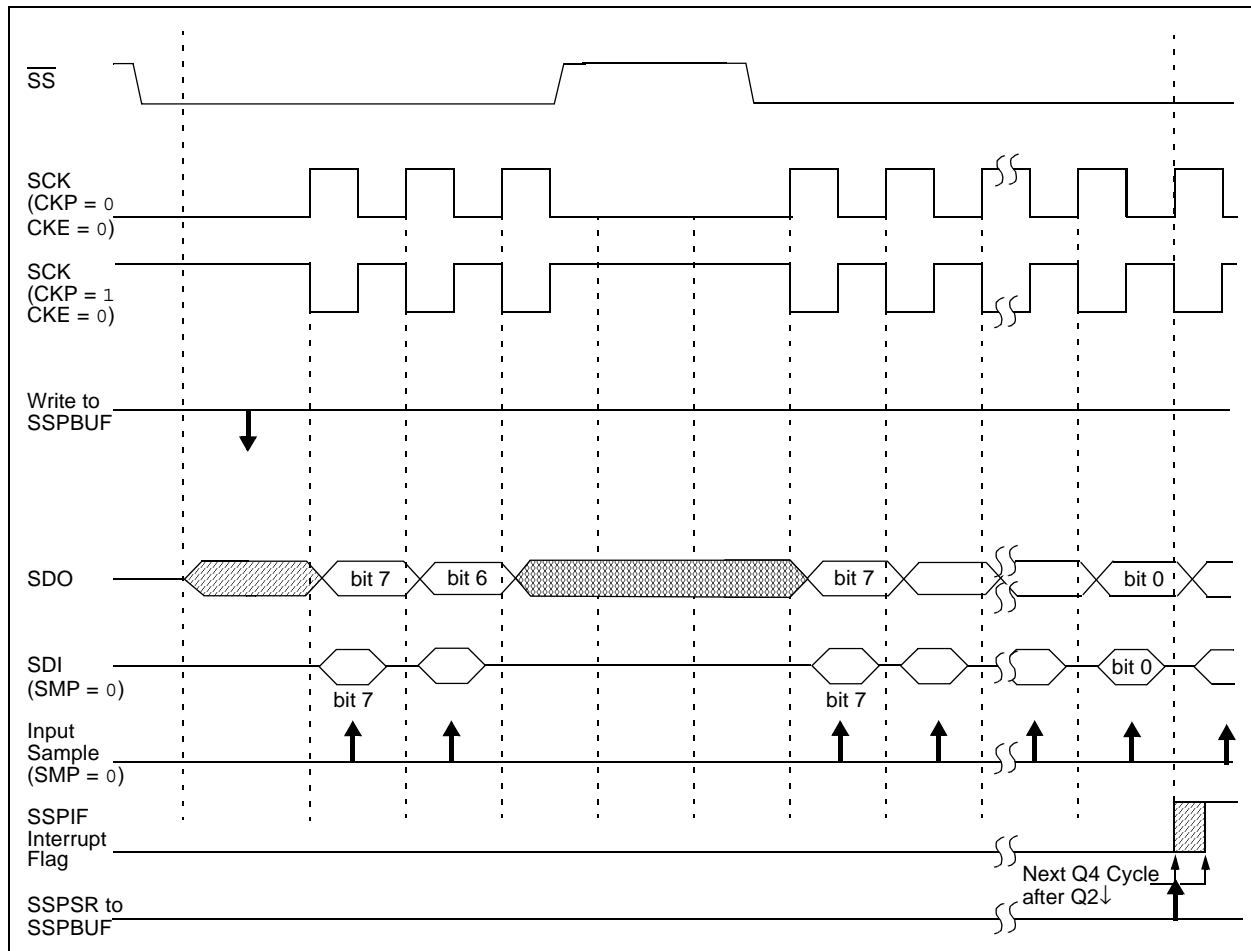 SS
SCK
(CKP = 0
CKE = 0)
SCK
(CKP = 1
CKE = 0)
Write to
SSPBUF
SDO
bit 7
bit 6
bit 7
bit 0
SDI
(SMP = 0)
bit 7
bit 7
bit 0
Input
Sample
(SMP = 0)
SSPIF
Interrupt
Flag
Next Q4 Cycle
after Q2↓
SSPSR to
SSPBUF